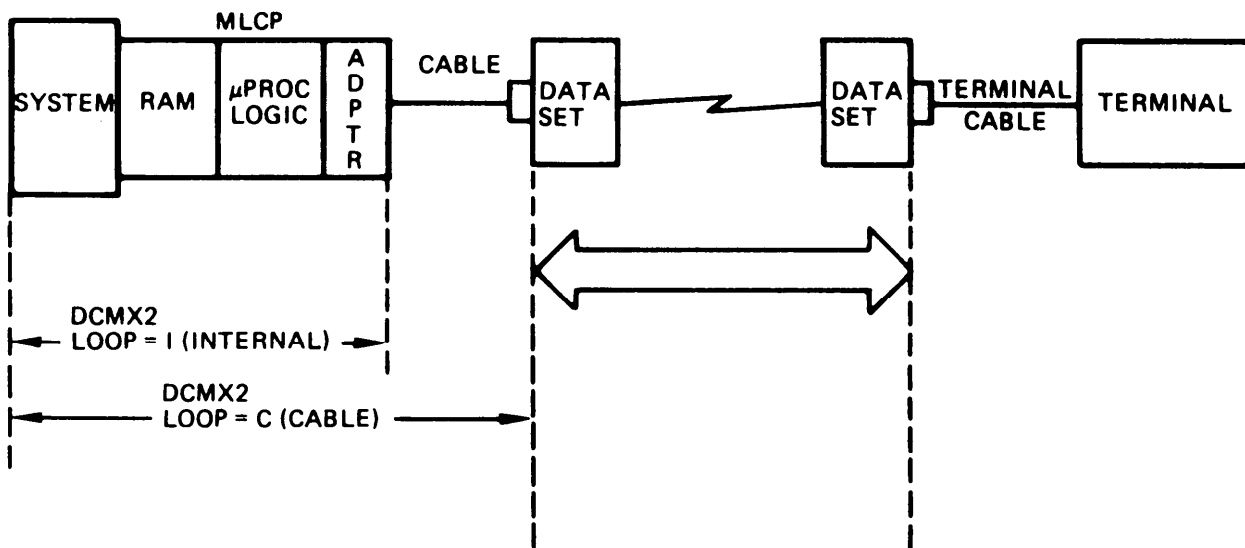 MLCP
SYSTEM
RAM
μPROC
LOGIC
A
D
P
T
R
CABLE
DATA
SET
DATA
SET
TERMINAL
CABLE
TERMINAL
DCMX2
LOOP = I (INTERNAL)
DCMX2
LOOP = C (CABLE)